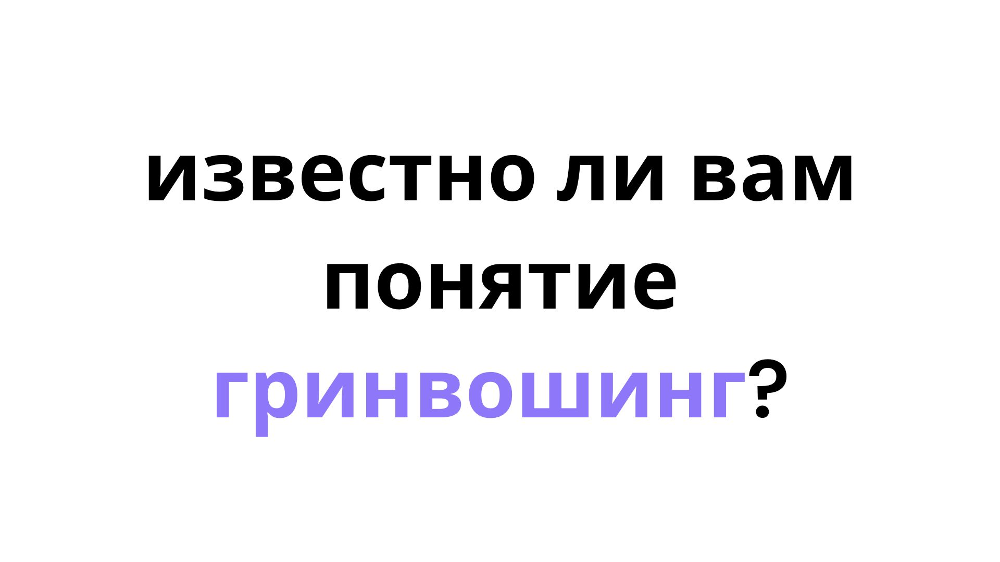 известно ли вам
понятие
гринвошинг?